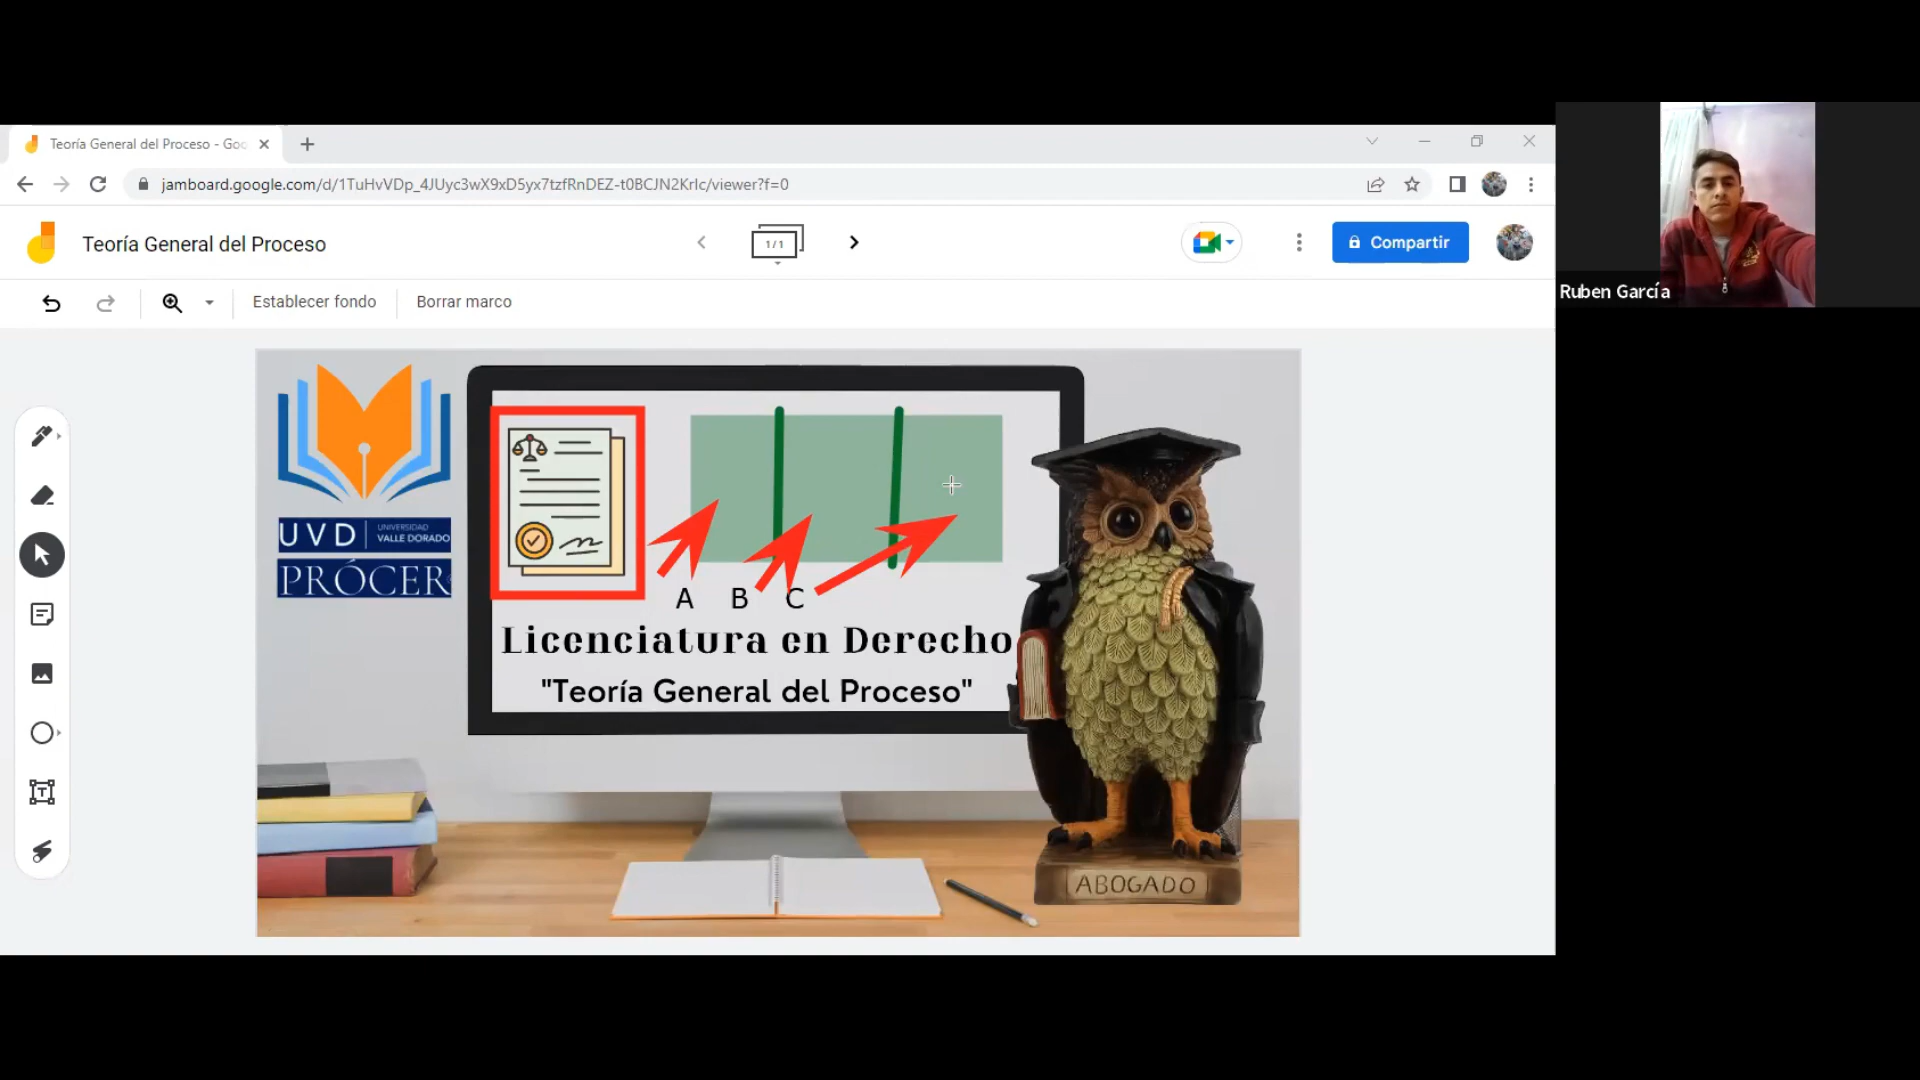 Teoría General del Proceso - Goo
jamboard.google.com/d/1TuHvVDp_4JUyc3wX9xD5yx7tzfRnDEZ-t0BCJN2KrIc/viewer?f=0
Teoría General del Proceso
1/1
Compartir
Establecer fondo
Borrar marco
Ruben García
UVD
UNIVERSIDAD
VALLE DORADO
PRÓCER
A B C
Licenciatura en Derecho
"Teoría General del Proceso"
ABOGADO